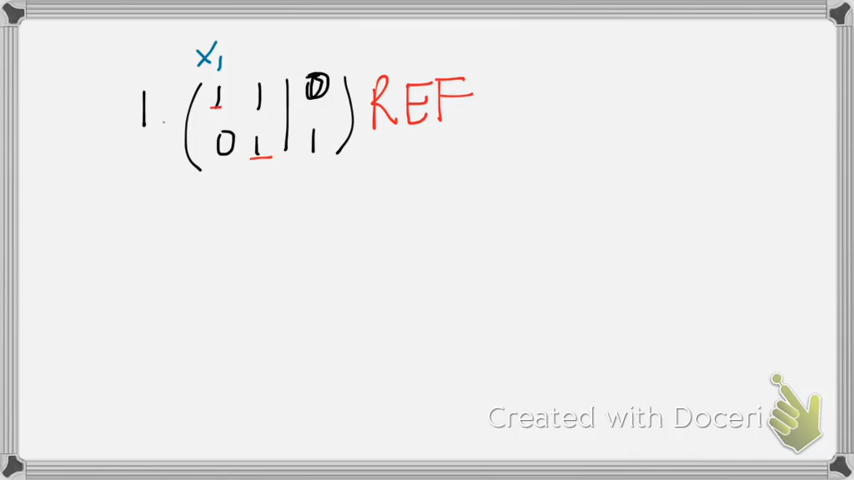 x₁
1. ( 1 1 | 0 ) REF
( 0 1 | 1 )
Created with Doceri